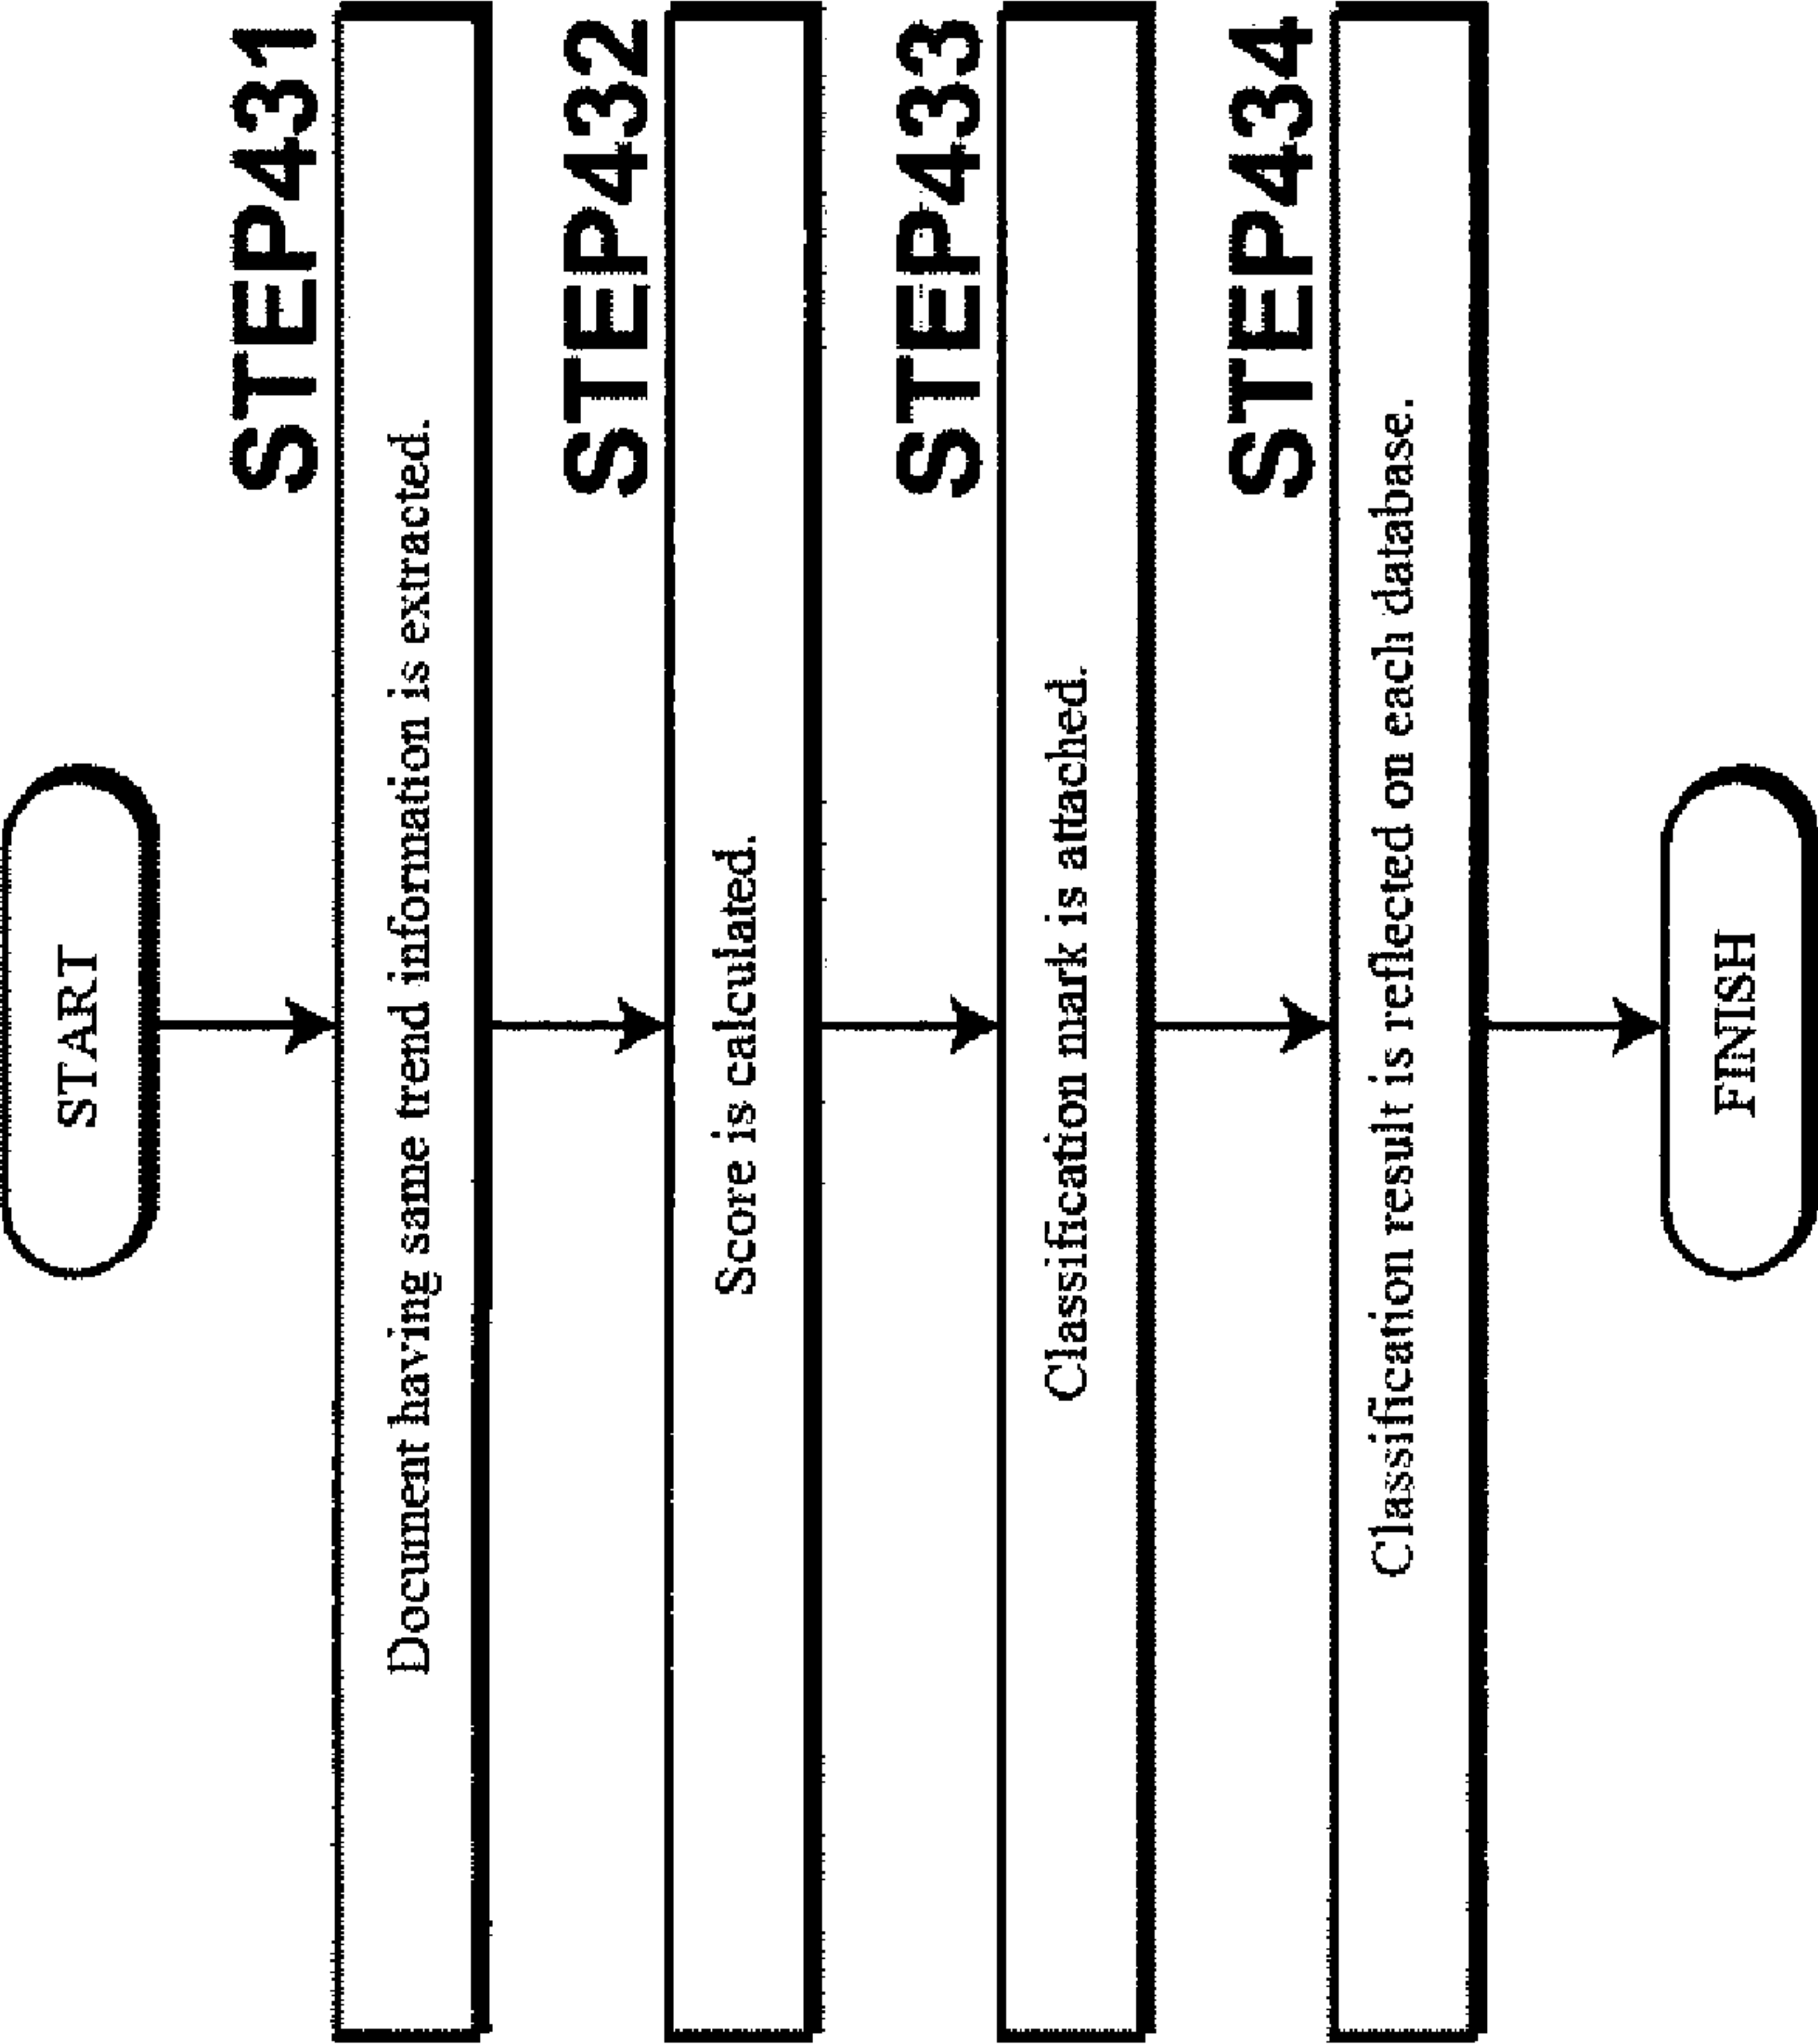 START
STEP431
Document having same trend information is extracted.
STEP432
Score is calculated.
STEP433
Classification mark is attached.
STEP434
Classification result is reflected on each database.
FINISH